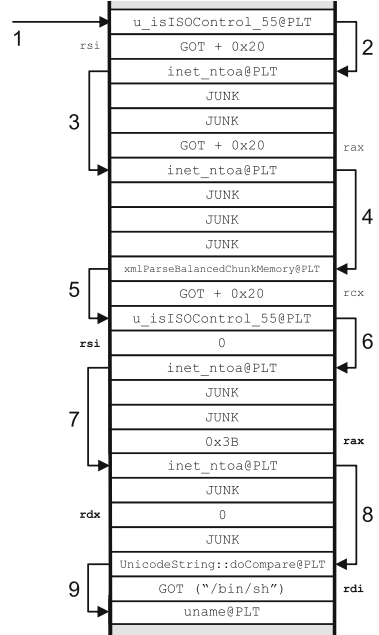 1
u_isISOControl_55@PLT
2
rsi
GOT + 0x20
inet_ntoa@PLT
3
JUNK
JUNK
GOT + 0x20
rax
inet_ntoa@PLT
4
JUNK
JUNK
JUNK
xmlParseBalancedChunkMemory@PLT
5
GOT + 0x20
rcx
u_isISOControl_55@PLT
6
rsi
0
inet_ntoa@PLT
7
JUNK
JUNK
0x3B
rax
inet_ntoa@PLT
8
JUNK
rdx
0
JUNK
UnicodeString::doCompare@PLT
9
GOT ("/bin/sh")
rdi
uname@PLT